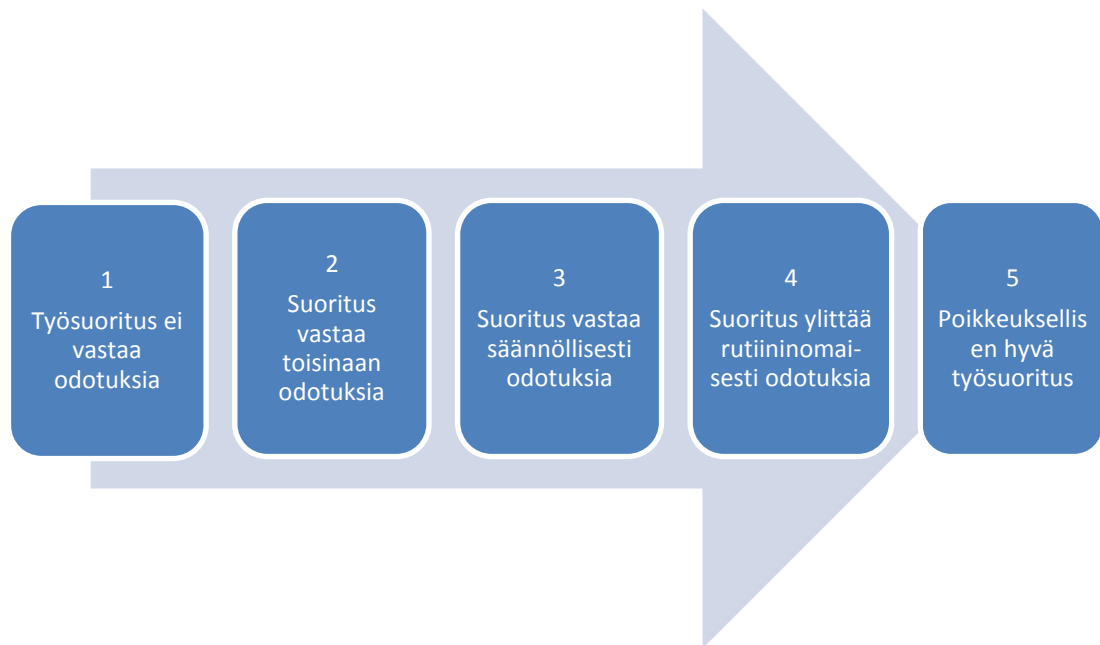 1
Työsuoritus ei
vastaa
odotuksia
2
Suoritus
vastaa
toisinaan
odotuksia
3
Suoritus vastaa
säännöllisesti
odotuksia
4
Suoritus ylittää
rutiininomai-
sesti odotuksia
5
Poikkeuksellis
en hyvä
työsuoritus